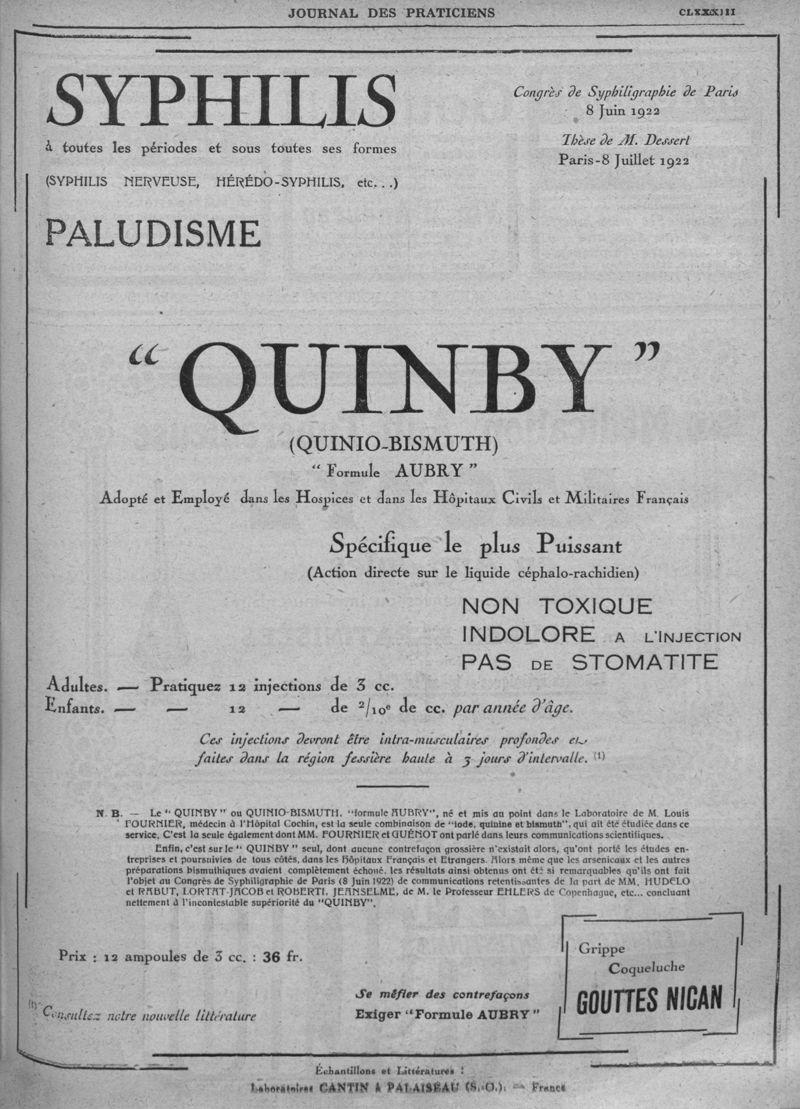 JOURNAL DES PRATICIENS
CLXXXIII
SYPHILIS
à toutes les périodes et sous toutes ses formes
(SYPHILIS NERVEUSE, HÉRÉDO-SYPHILIS, etc...)
Congrès de Syphiligraphie de Paris
8 Juin 1922
Thèse de M. Dessert
Paris-8 Juillet 1922
PALUDISME
“QUINBY”
(QUINIO-BISMUTH)
“Formule AUBRY”
Adopté et Employé dans les Hospices et dans les Hôpitaux Civils et Militaires Français
Spécifique le plus Puissant
(Action directe sur le liquide céphalo-rachidien)
NON TOXIQUE
INDOLORE A L'INJECTION
PAS DE STOMATITE
Adultes. — Pratiquez 12 injections de 3 cc.
Enfants. — — 12 — de 2/10e de cc. par année d'âge.
Ces injections devront être intra-musculaires profondes et
faites dans la région fessière haute à 3 jours d'intervalle. (1)
N. B. — Le “QUINBY” ou QUINIO-BISMUTH, “formule AUBRY”, né et mis au point dans le Laboratoire de M. Louis
FOURNIER, médecin à l'Hôpital Cochin, est la seule combinaison de “iode, quinine et bismuth”, qui ait été étudiée dans ce
service. C'est la seule également dont MM. FOURNIER et GUÉNOT ont parlé dans leurs communications scientifiques.
Enfin, c'est sur le “QUINBY” seul, dont aucune contrefaçon grossière n'existait alors, qu'ont porté les études en-
treprises et poursuivies de tous côtés, dans les Hôpitaux Français et Etrangers. Alors même que les arsenicaux et les autres
préparations bismuthiques avaient complètement échoué, les résultats ainsi obtenus ont été si remarquables qu'ils ont fait
l'objet au Congrès de Syphiligraphie de Paris (8 Juin 1922) de communications retentissantes de la part de MM. HUDELO
et RABUT, LORTAT-JACOB et ROBERTI, JEANSELME, de M. le Professeur EHLERS de Copenhague, etc... concluant
nettement à l'incontestable supériorité du “QUINBY”.
Prix : 12 ampoules de 3 cc. : 36 fr.
(1) Consultez notre nouvelle littérature
Se méfier des contrefaçons
Exiger “Formule AUBRY”
Grippe
Coqueluche
GOUTTES NICAN
Échantillons et Littératures :
Laboratoires CANTIN à PALAISEAU (S.-O.). — France